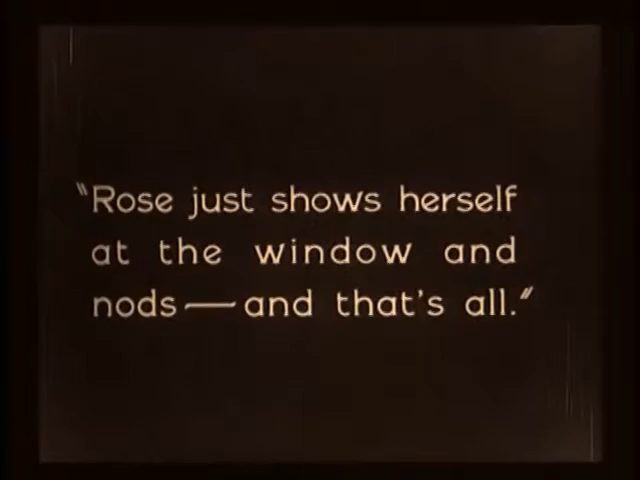 "Rose just shows herself
at the window and
nods—and that's all."